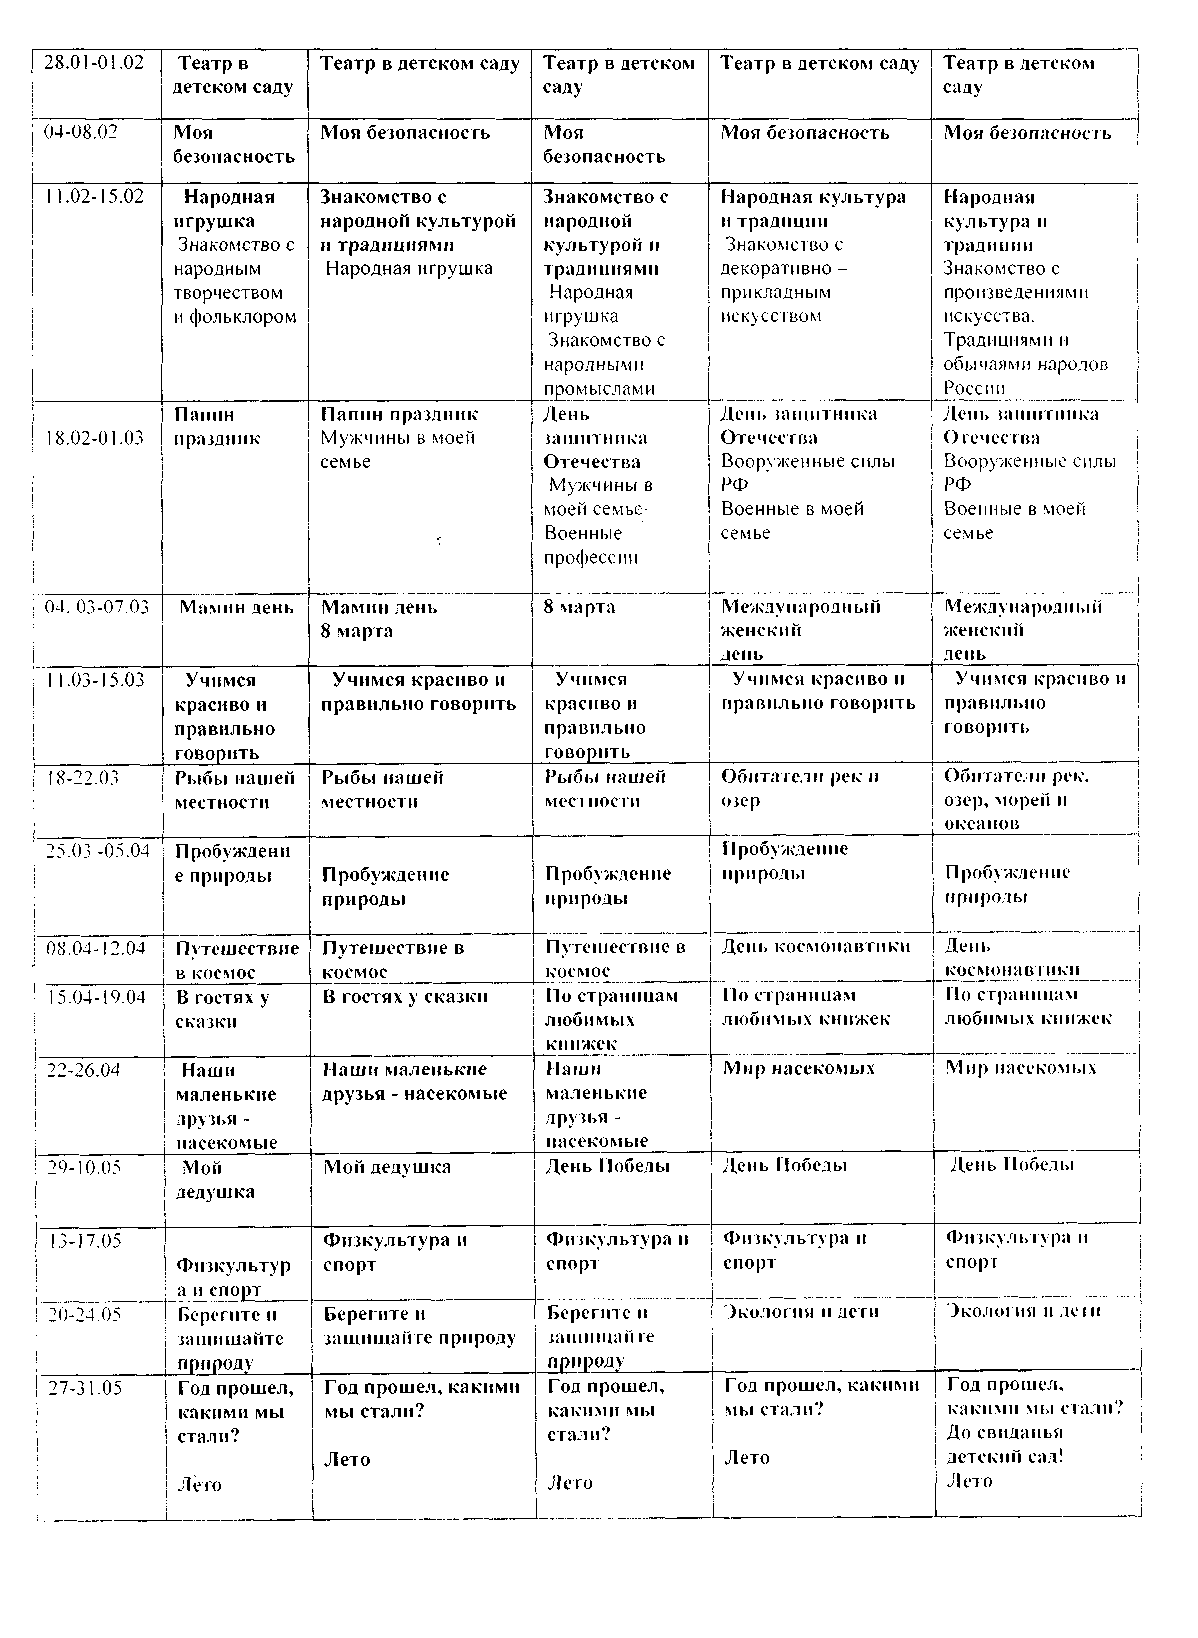 28.01-01.02
Театр в
детском саду
Театр в детском саду
Театр в детском
саду
Театр в детском саду
Театр в детском
саду
04-08.02
Моя
безопасность
Моя безопасность
Моя
безопасность
Моя безопасность
Моя безопасность
11.02-15.02
Народная
игрушка
Знакомство с
народным
творчеством
и фольклором
Знакомство с
народной культурой
и традициями
Народная игрушка
Знакомство с
народной
культурой и
традициями
Народная
игрушка
Знакомство с
народными
промыслами
Народная культура
и традиции
Знакомство с
декоративно –
прикладным
искусством
Народная
культура и
традиции
Знакомство с
произведениями
искусства.
Традициями и
обычаями народов
России
18.02-01.03
Папин
праздник
Папин праздник
Мужчины в моей
семье
День
защитника
Отечества
Мужчины в
моей семье-
Военные
профессии
День защитника
Отечества
Вооруженные силы
РФ
Военные в моей
семье
День защитника
Отечества
Вооруженные силы
РФ
Военные в моей
семье
04. 03-07.03
Мамин день
Мамин день
8 марта
8 марта
Международный
женский
день
Международный
женский
день
11.03-15.03
Учимся
красиво и
правильно
говорить
Учимся красиво и
правильно говорить
Учимся
красиво и
правильно
говорить
Учимся красиво и
правильно говорить
Учимся красиво и
правильно
говорить
18-22.03
Рыбы нашей
местности
Рыбы нашей
местности
Рыбы нашей
местности
Обитатели рек и
озер
Обитатели рек,
озер, морей и
океанов
25.03 -05.04
Пробуждени
е природы
Пробуждение
природы
Пробуждение
природы
Пробуждение
природы
Пробуждение
природы
08.04-12.04
Путешествие
в космос
Путешествие в
космос
Путешествие в
космос
День космонавтики
День
космонавтики
15.04-19.04
В гостях у
сказки
В гостях у сказки
По страницам
любимых
книжек
По страницам
любимых книжек
По страницам
любимых книжек
22-26.04
Наши
маленькие
друзья -
насекомые
Наши маленькие
друзья - насекомые
Наши
маленькие
друзья -
насекомые
Мир насекомых
Мир насекомых
29-10.05
Мой
дедушка
Мой дедушка
День Победы
День Победы
День Победы
13-17.05
Физкультур
а и спорт
Физкультура и
спорт
Физкультура и
спорт
Физкультура и
спорт
Физкультура и
спорт
20-24.05
Берегите и
защищайте
природу
Берегите и
защищайте природу
Берегите и
защищайте
природу
Экология и дети
Экология и дети
27-31.05
Год прошел,
какими мы
стали?
Лето
Год прошел, какими
мы стали?
Лето
Год прошел,
какими мы
стали?
Лето
Год прошел, какими
мы стали?
Лето
Год прошел,
какими мы стали?
До свиданья
детский сад!
Лето